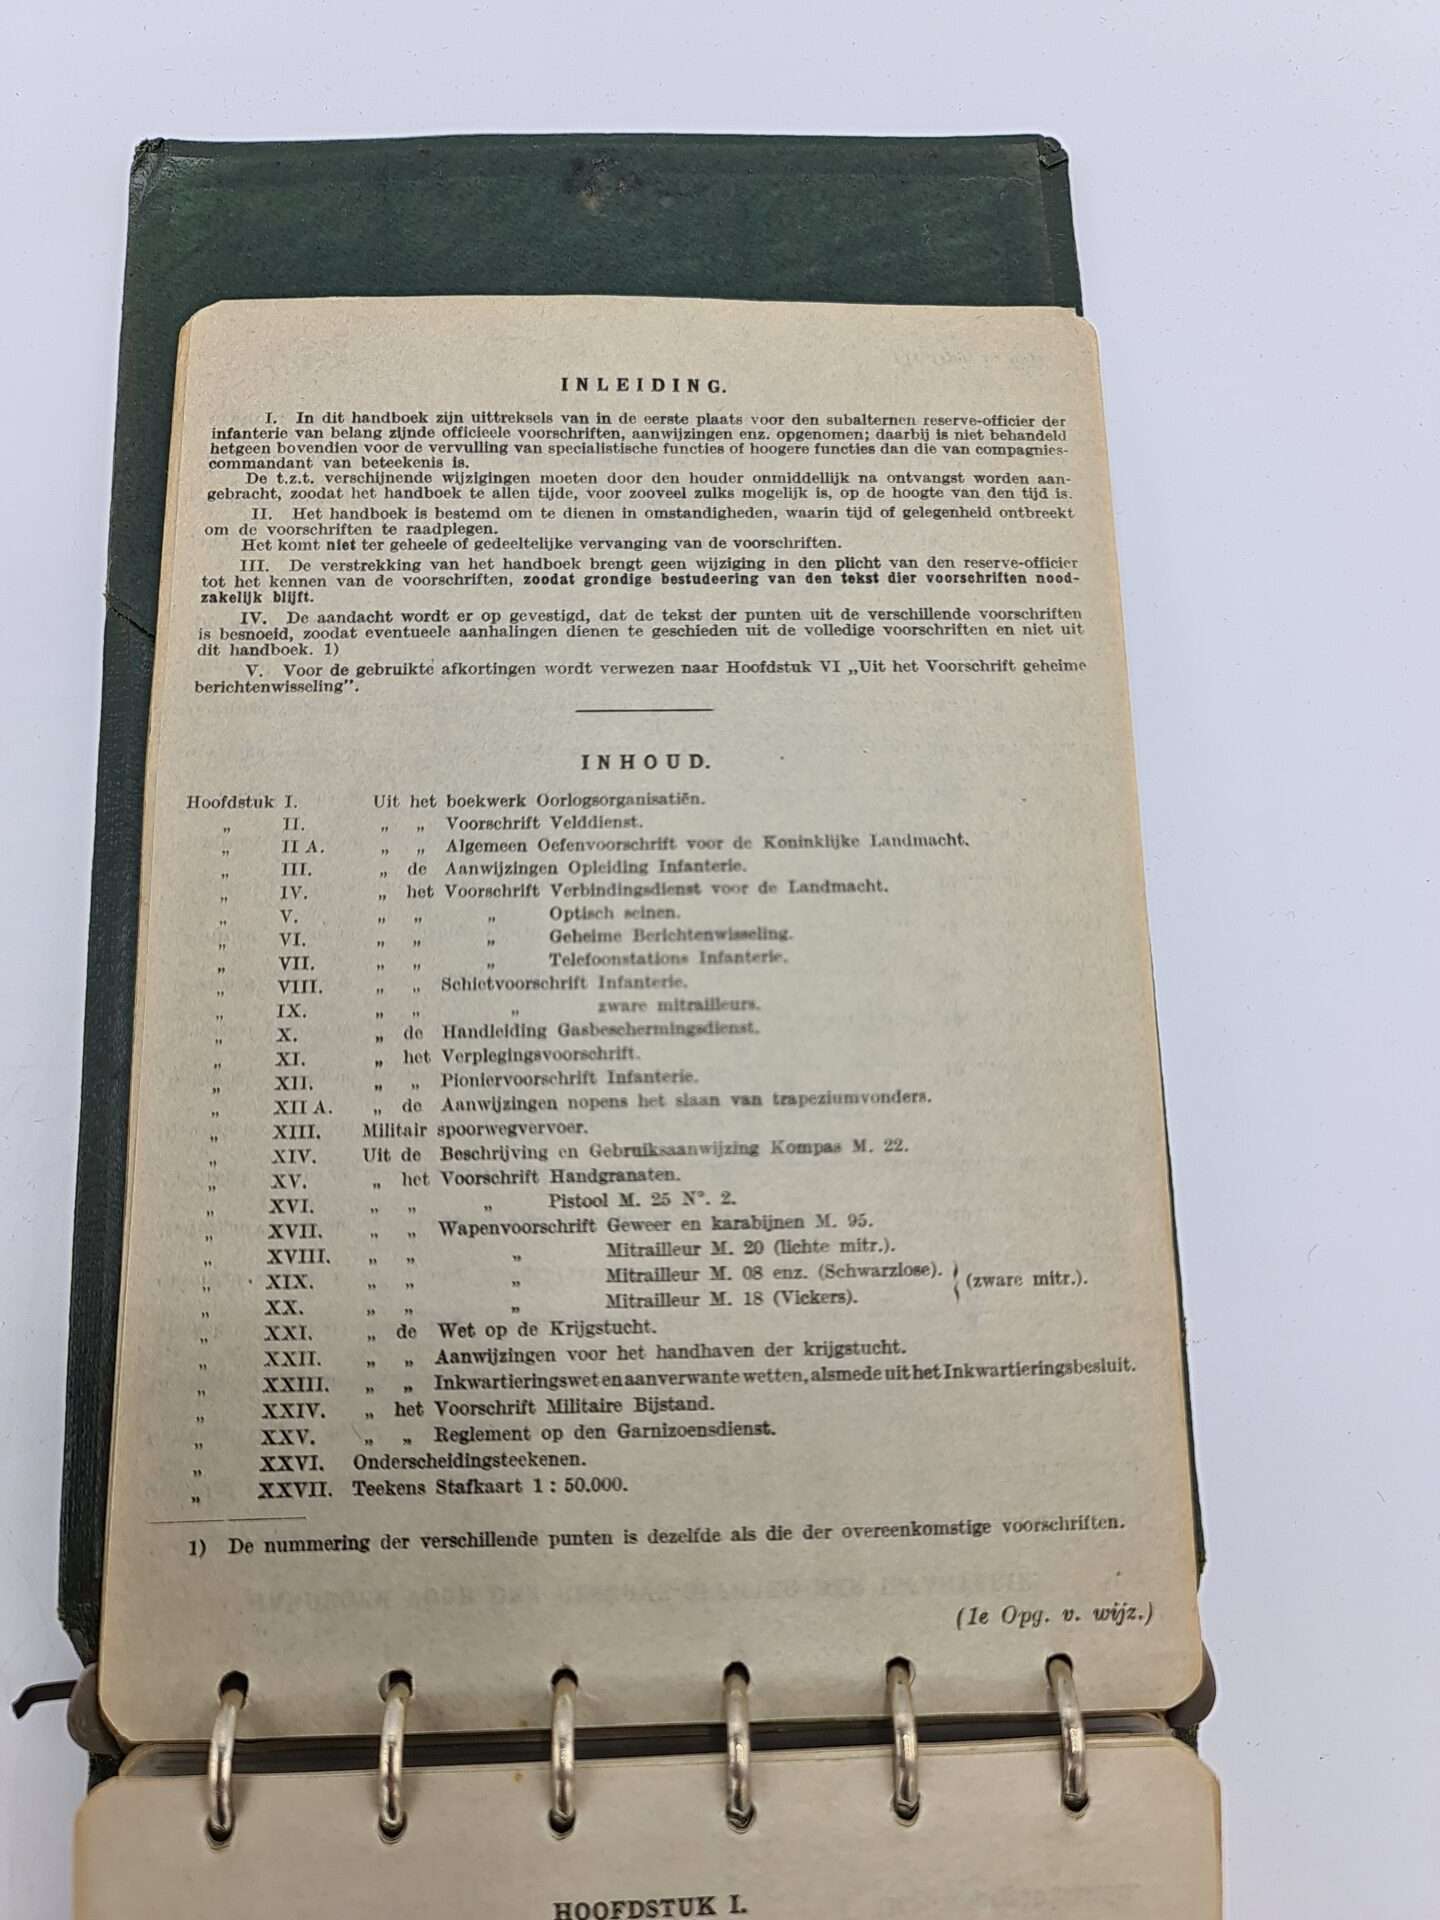 INLEIDING.
I. In dit handboek zijn uittreksels van in de eerste plaats voor den subalternen reserve-officier der
infanterie van belang zijnde officieele voorschriften, aanwijzingen enz. opgenomen; daarbij is niet behandeld
hetgeen bovendien voor de vervulling van specialistische functies of hoogere functies dan die van compagnies-
commandant van beteekenis is.
De t.z.t. verschijnende wijzigingen moeten door den houder onmiddellijk na ontvangst worden aan-
gebracht, zoodat het handboek te allen tijde, voor zooveel zulks mogelijk is, op de hoogte van den tijd is.
II. Het handboek is bestemd om te dienen in omstandigheden, waarin tijd of gelegenheid ontbreekt
om de voorschriften te raadplegen.
Het komt niet ter geheele of gedeeltelijke vervanging van de voorschriften.
III. De verstrekking van het handboek brengt geen wijziging in den plicht van den reserve-officier
tot het kennen van de voorschriften, zoodat grondige bestudeering van den tekst dier voorschriften nood-
zakelijk blijft.
IV. De aandacht wordt er op gevestigd, dat de tekst der punten uit de verschillende voorschriften
is besnoeid, zoodat eventueele aanhalingen dienen te geschieden uit de volledige voorschriften en niet uit
dit handboek. 1)
V. Voor de gebruikte afkortingen wordt verwezen naar Hoofdstuk VI „Uit het Voorschrift geheime
berichtenwisseling”.
INHOUD.
Hoofdstuk I. Uit het boekwerk Oorlogsorganisatiën.
„ II. „ „ Voorschrift Velddienst.
„ II A. „ „ Algemeen Oefenvoorschrift voor de Koninklijke Landmacht.
„ III. „ de Aanwijzingen Opleiding Infanterie.
„ IV. „ het Voorschrift Verbindingsdienst voor de Landmacht.
„ V. „ „ „ Optisch seinen.
„ VI. „ „ „ Geheime Berichtenwisseling.
„ VII. „ „ „ Telefoonstations Infanterie.
„ VIII. „ „ Schietvoorschrift Infanterie.
„ IX. „ „ „ zware mitrailleurs.
„ X. „ de Handleiding Gasbeschermingsdienst.
„ XI. „ het Verplegingsvoorschrift.
„ XII. „ „ Pioniervoorschrift Infanterie.
„ XII A. „ de Aanwijzingen nopens het slaan van trapeziumvonders.
„ XIII. Militair spoorwegvervoer.
„ XIV. Uit de Beschrijving en Gebruiksaanwijzing Kompas M. 22.
„ XV. „ het Voorschrift Handgranaten.
„ XVI. „ „ „ Pistool M. 25 N°. 2.
„ XVII. „ „ Wapenvoorschrift Geweer en karabijnen M. 95.
„ XVIII. „ „ „ Mitrailleur M. 20 (lichte mitr.).
„ XIX. „ „ „ Mitrailleur M. 08 enz. (Schwarzlose). } (zware mitr.).
„ XX. „ „ „ Mitrailleur M. 18 (Vickers).
„ XXI. „ de Wet op de Krijgstucht.
„ XXII. „ „ Aanwijzingen voor het handhaven der krijgstucht.
„ XXIII. „ „ Inkwartieringswet en aanverwante wetten, alsmede uit het Inkwartieringsbesluit.
„ XXIV. „ het Voorschrift Militaire Bijstand.
„ XXV. „ „ Reglement op den Garnizoensdienst.
„ XXVI. Onderscheidingsteekenen.
„ XXVII. Teekens Stafkaart 1 : 50.000.
1) De nummering der verschillende punten is dezelfde als die der overeenkomstige voorschriften.
(1e Opg. v. wijz.)
HOOFDSTUK I.